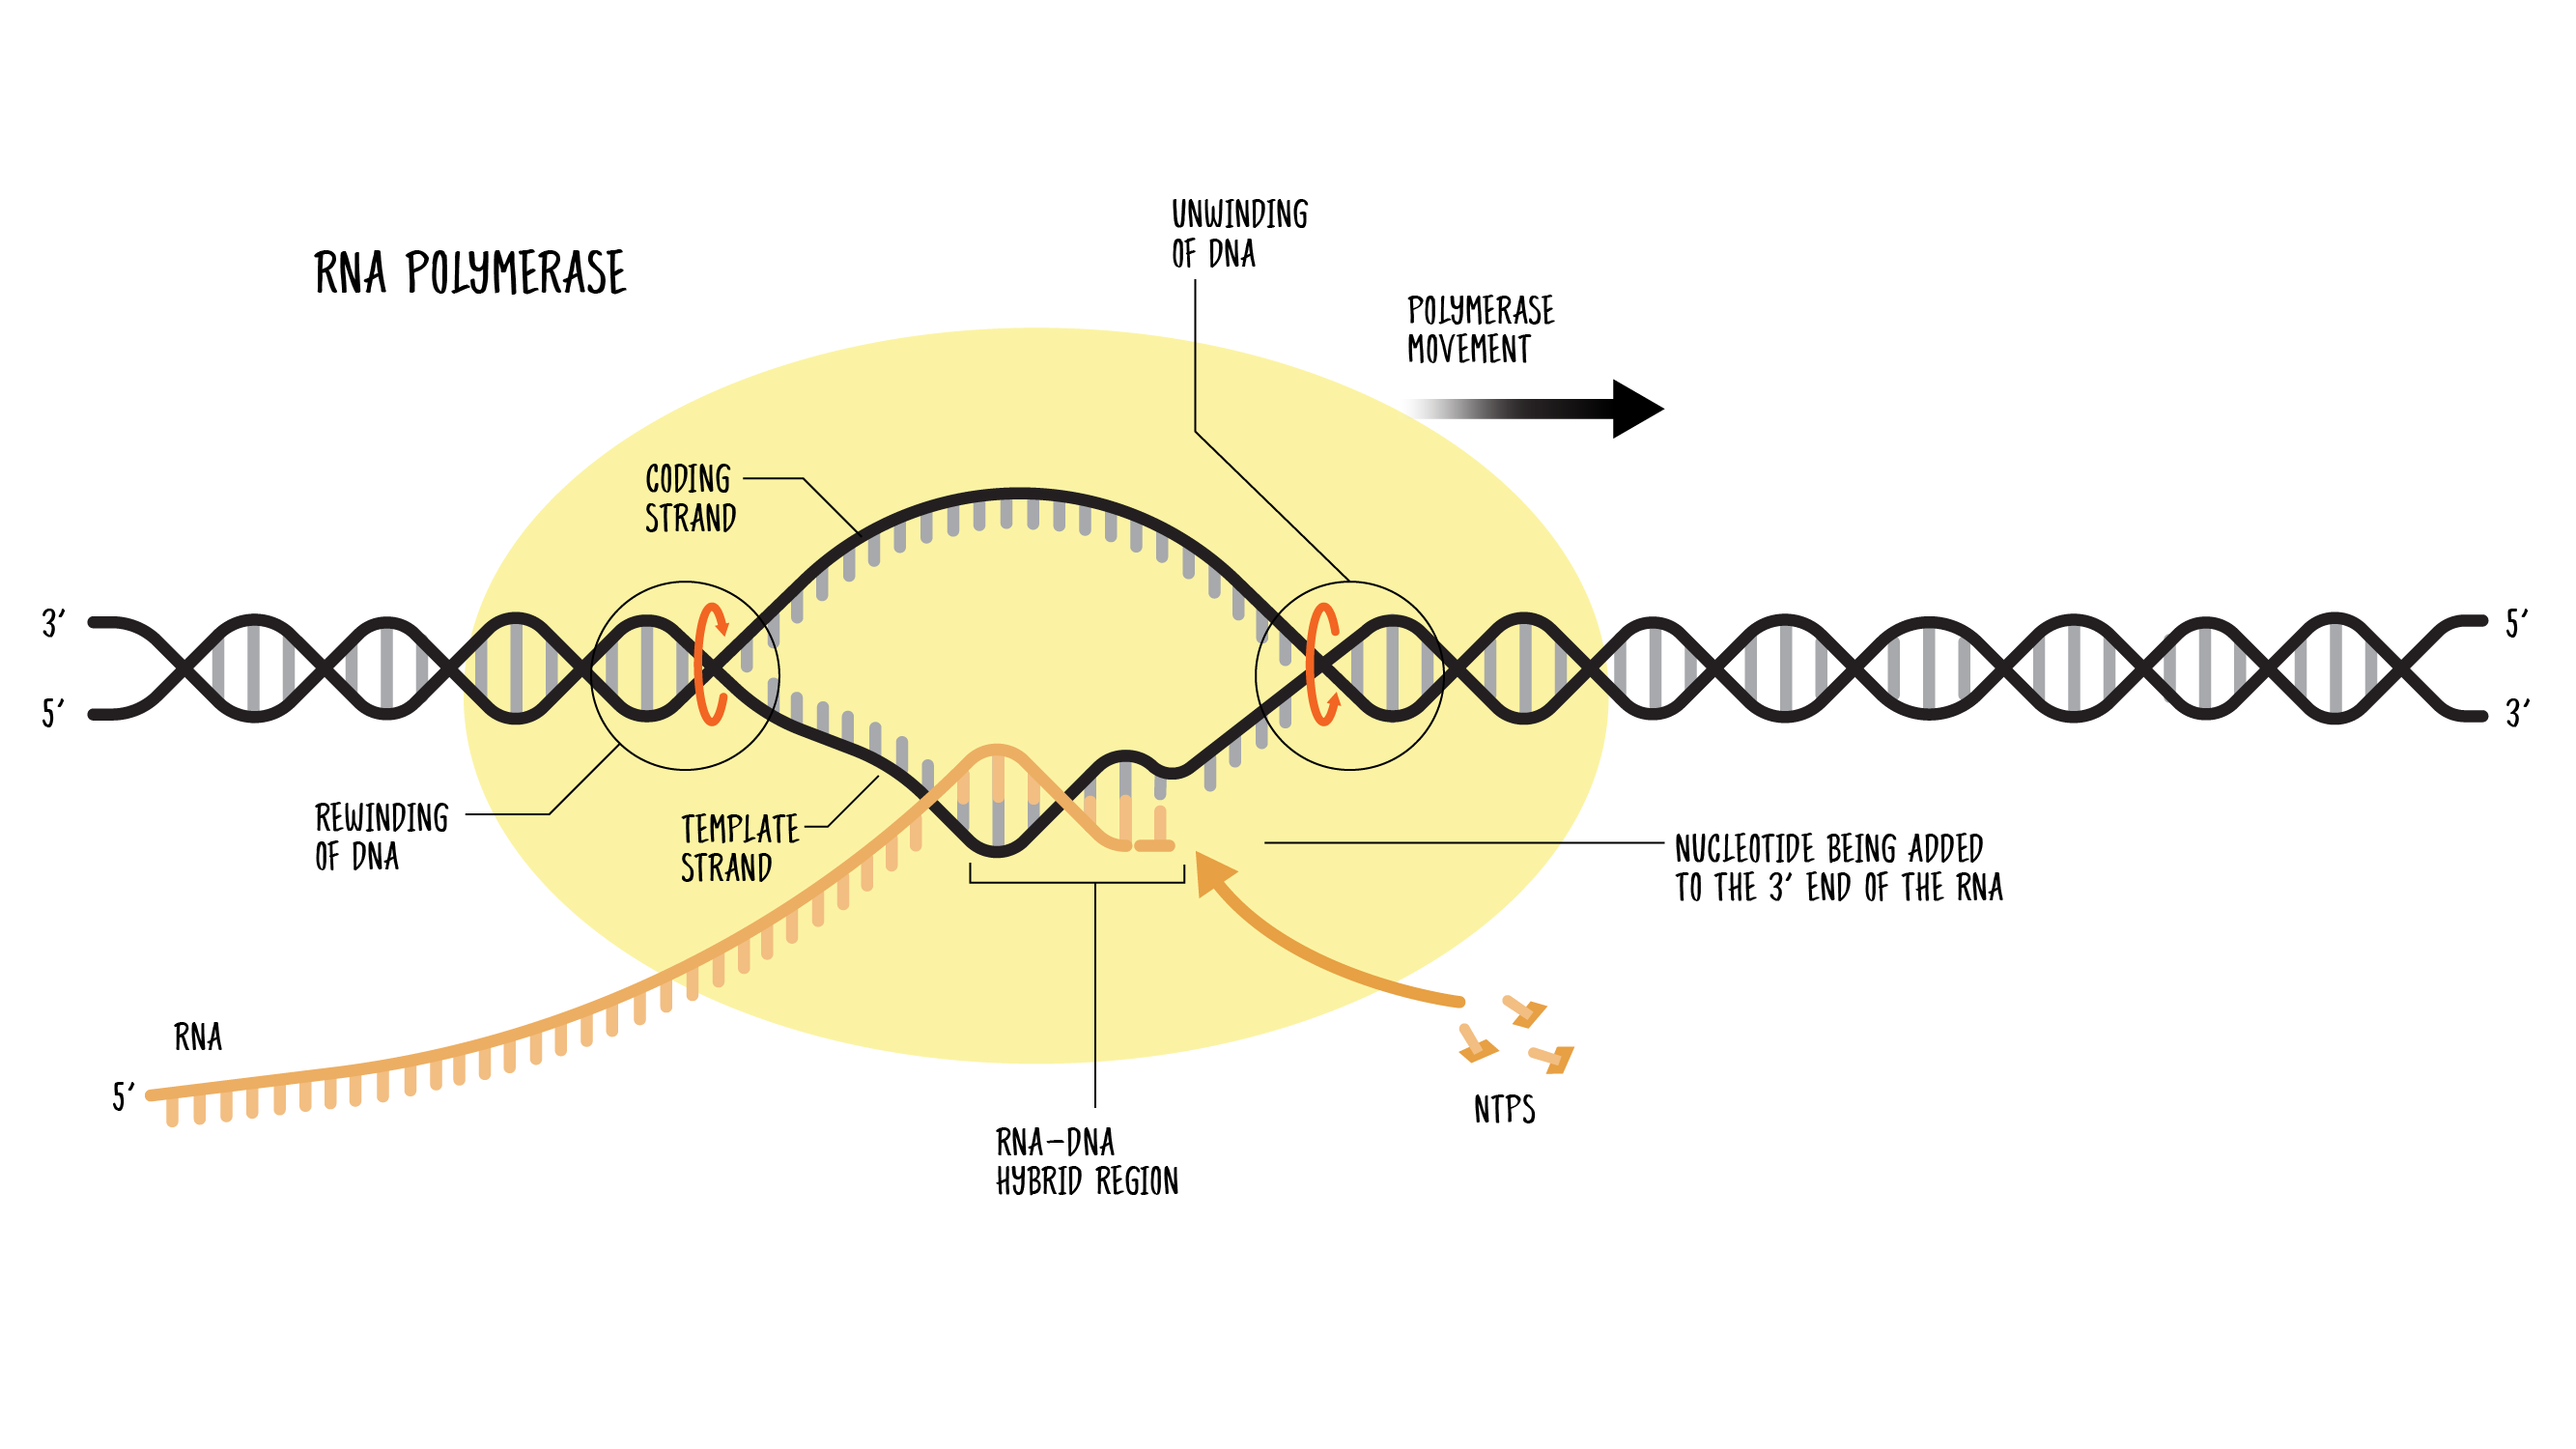 UNWINDING
OF DNA
RNA POLYMERASE
POLYMERASE
MOVEMENT
CODING
STRAND
3'
5'
5'
3'
REWINDING
OF DNA
TEMPLATE
STRAND
NUCLEOTIDE BEING ADDED
TO THE 3' END OF THE RNA
RNA
5'
NTPS
RNA-DNA
HYBRID REGION